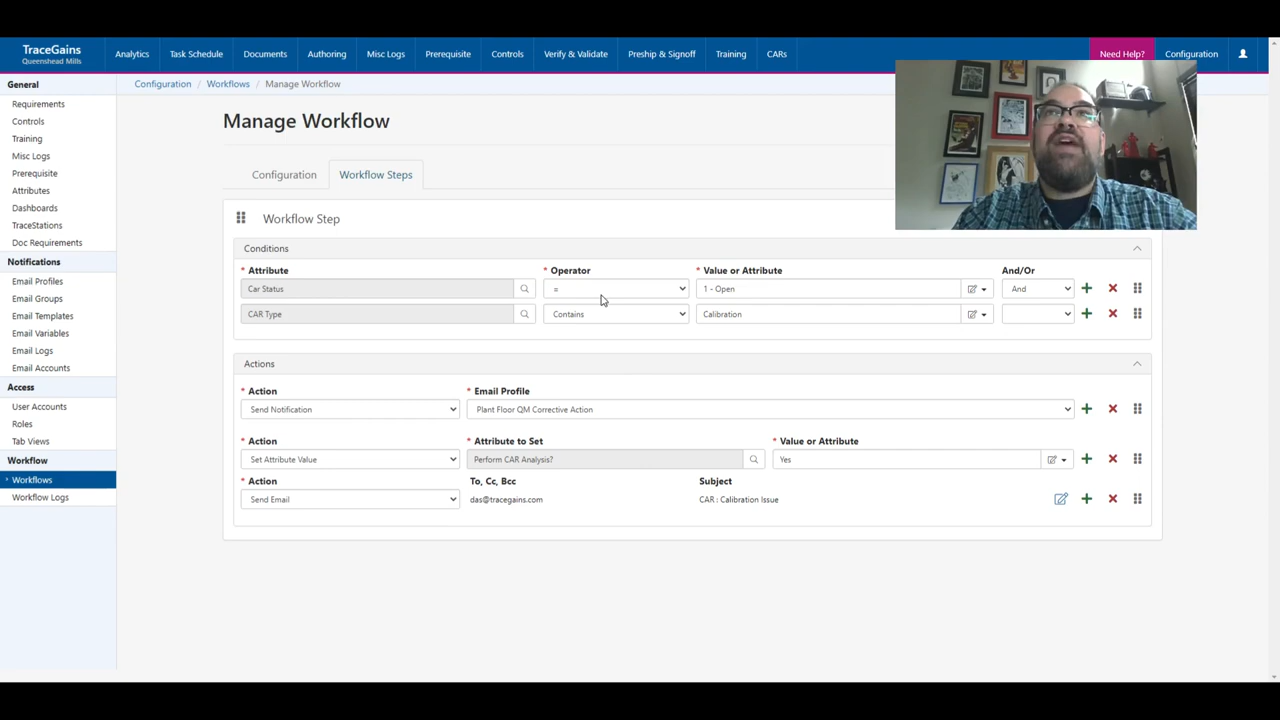 TraceGains
Queenshead Mills
Analytics
Task Schedule
Documents
Authoring
Misc Logs
Prerequisite
Controls
Verify & Validate
Preship & Signoff
Training
CARs
Need Help?
Configuration
General
Requirements
Controls
Training
Misc Logs
Prerequisite
Attributes
Dashboards
TraceStations
Doc Requirements
Notifications
Email Profiles
Email Groups
Email Templates
Email Variables
Email Logs
Email Accounts
Access
User Accounts
Roles
Tab Views
Workflow
Workflows
Workflow Logs
Configuration Workflows Manage Workflow
Manage Workflow
Configuration
Workflow Steps
Workflow Step
Conditions
* Attribute * Operator * Value or Attribute And/Or
Car Status = 1 - Open And
CAR Type Contains Calibration
Actions
* Action * Email Profile
Send Notification Plant Floor QM Corrective Action
* Action * Attribute to Set * Value or Attribute
Set Attribute Value Perform CAR Analysis? Yes
* Action To, Cc, Bcc Subject
Send Email das@tracegains.com CAR : Calibration Issue